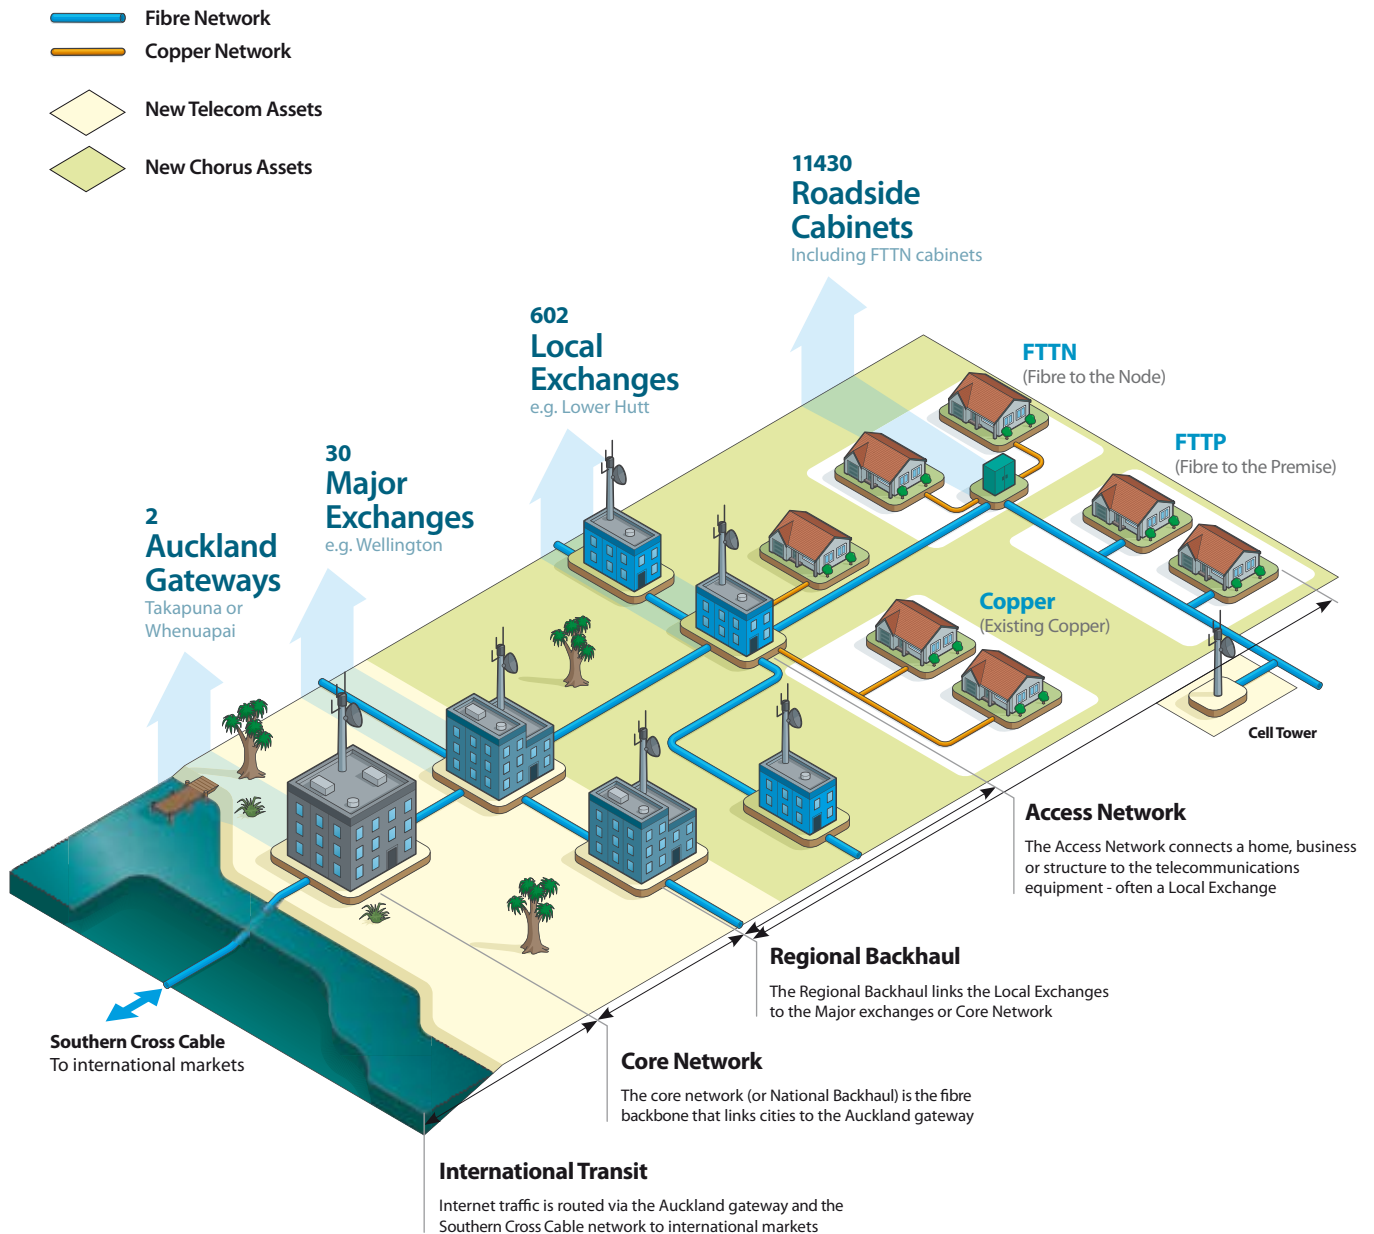 Fibre Network
Copper Network
New Telecom Assets
New Chorus Assets
11430
Roadside
Cabinets
Including FTTN cabinets
602
Local
Exchanges
e.g. Lower Hutt
30
Major
Exchanges
e.g. Wellington
2
Auckland
Gateways
Takapuna or
Whenuapai
FTTN
(Fibre to the Node)
FTTP
(Fibre to the Premise)
Copper
(Existing Copper)
Cell Tower
Access Network
The Access Network connects a home, business
or structure to the telecommunications
equipment - often a Local Exchange
Regional Backhaul
The Regional Backhaul links the Local Exchanges
to the Major exchanges or Core Network
Southern Cross Cable
To international markets
Core Network
The core network (or National Backhaul) is the fibre
backbone that links cities to the Auckland gateway
International Transit
Internet traffic is routed via the Auckland gateway and the
Southern Cross Cable network to international markets